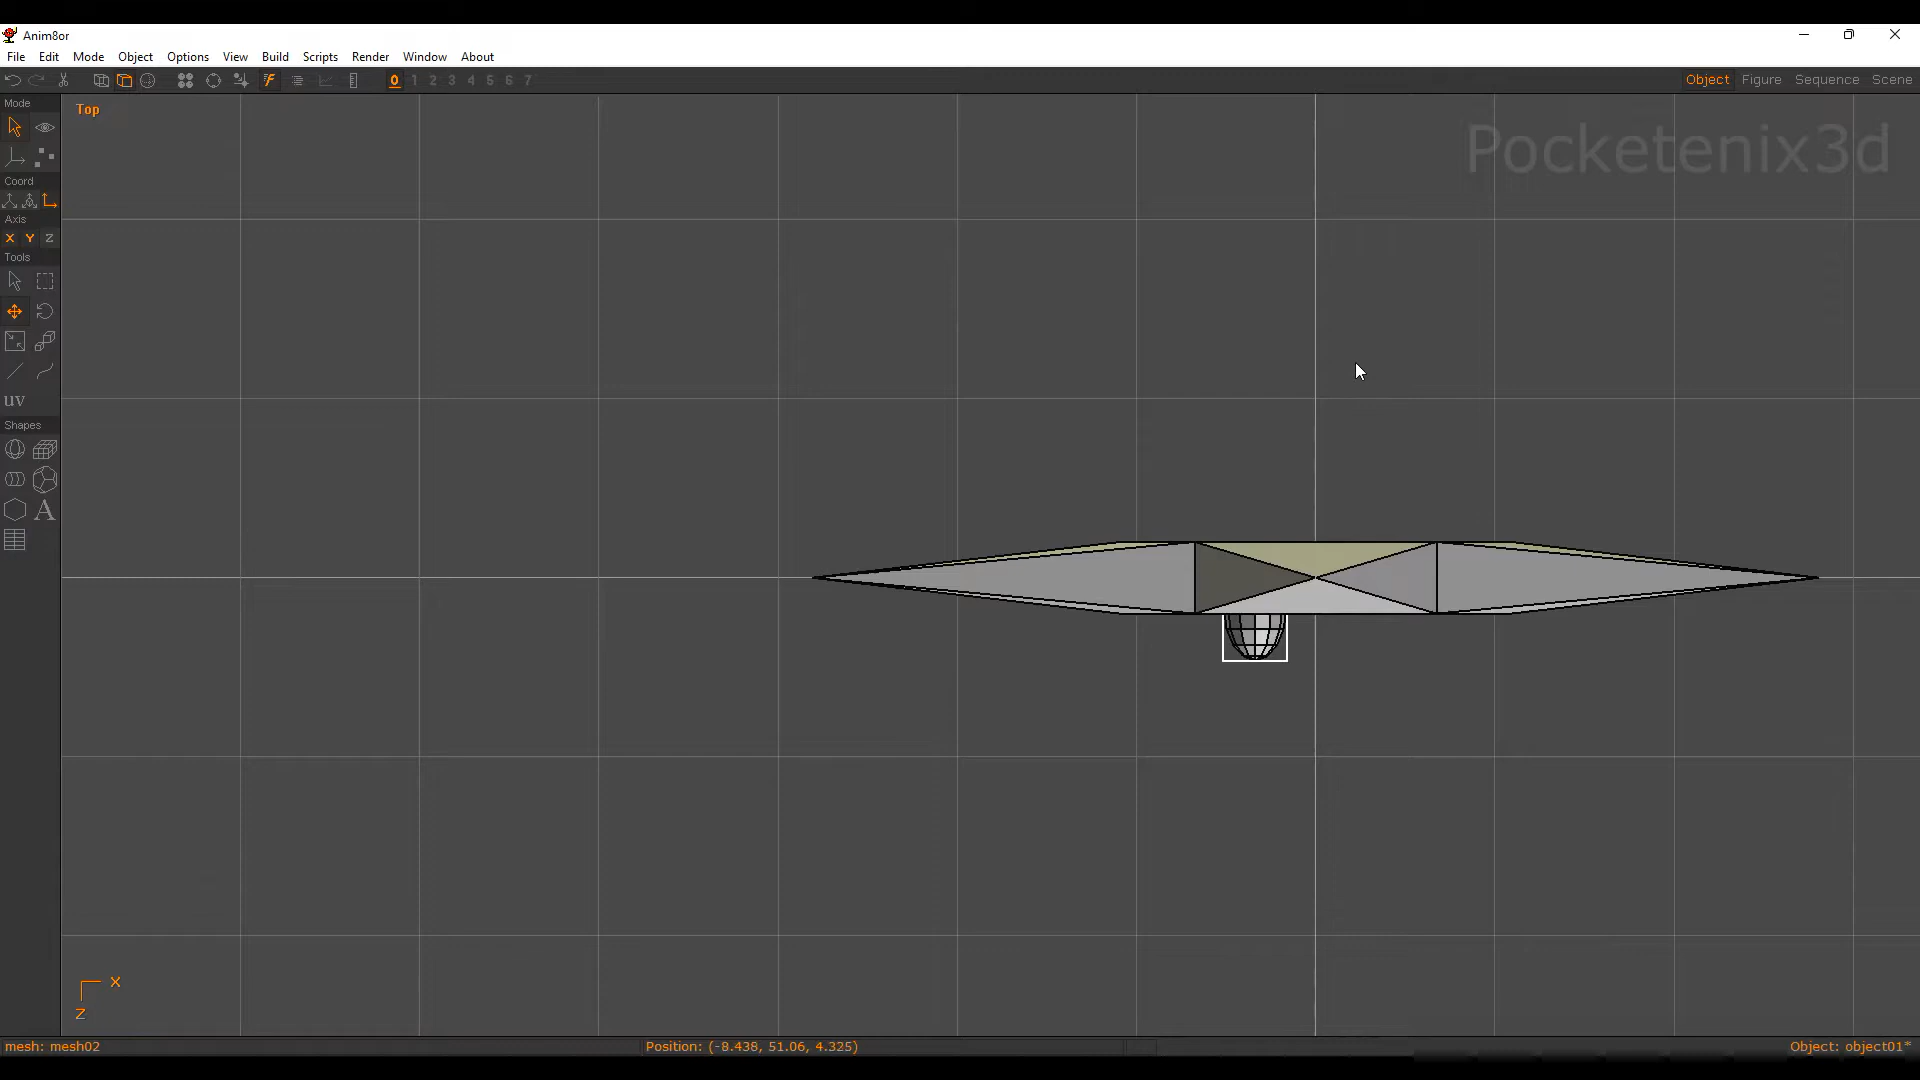 Anim8or
File Edit Mode Object Options View Build Scripts Render Window About
0 1 2 3 4 5 6 7 Object Figure Sequence Scene
Mode
Top
Pocketenix3d
Coord
Axis
X Y Z
Tools
uv
Shapes
A
X
Z
mesh: mesh02 Position: (-8.438, 51.06, 4.325) Object: object01*